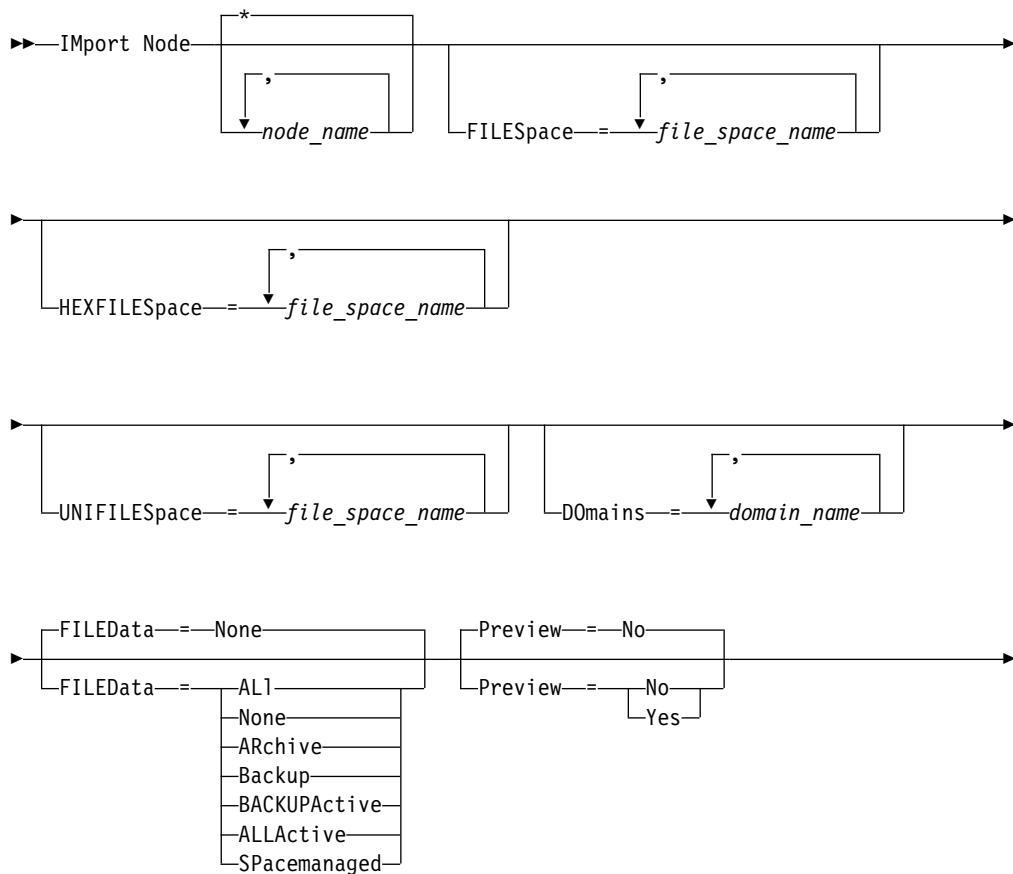 *
IMport Node
,
node_name
FILESpace = file_space_name
,
HEXFILESpace = file_space_name
,
UNIFILESpace = file_space_name
,
DOmains = domain_name
,
FILEData = None
FILEData = ALl
None
ARchive
Backup
BACKUPActive
ALLActive
SPacemanaged
Preview = No
Preview = No
Yes